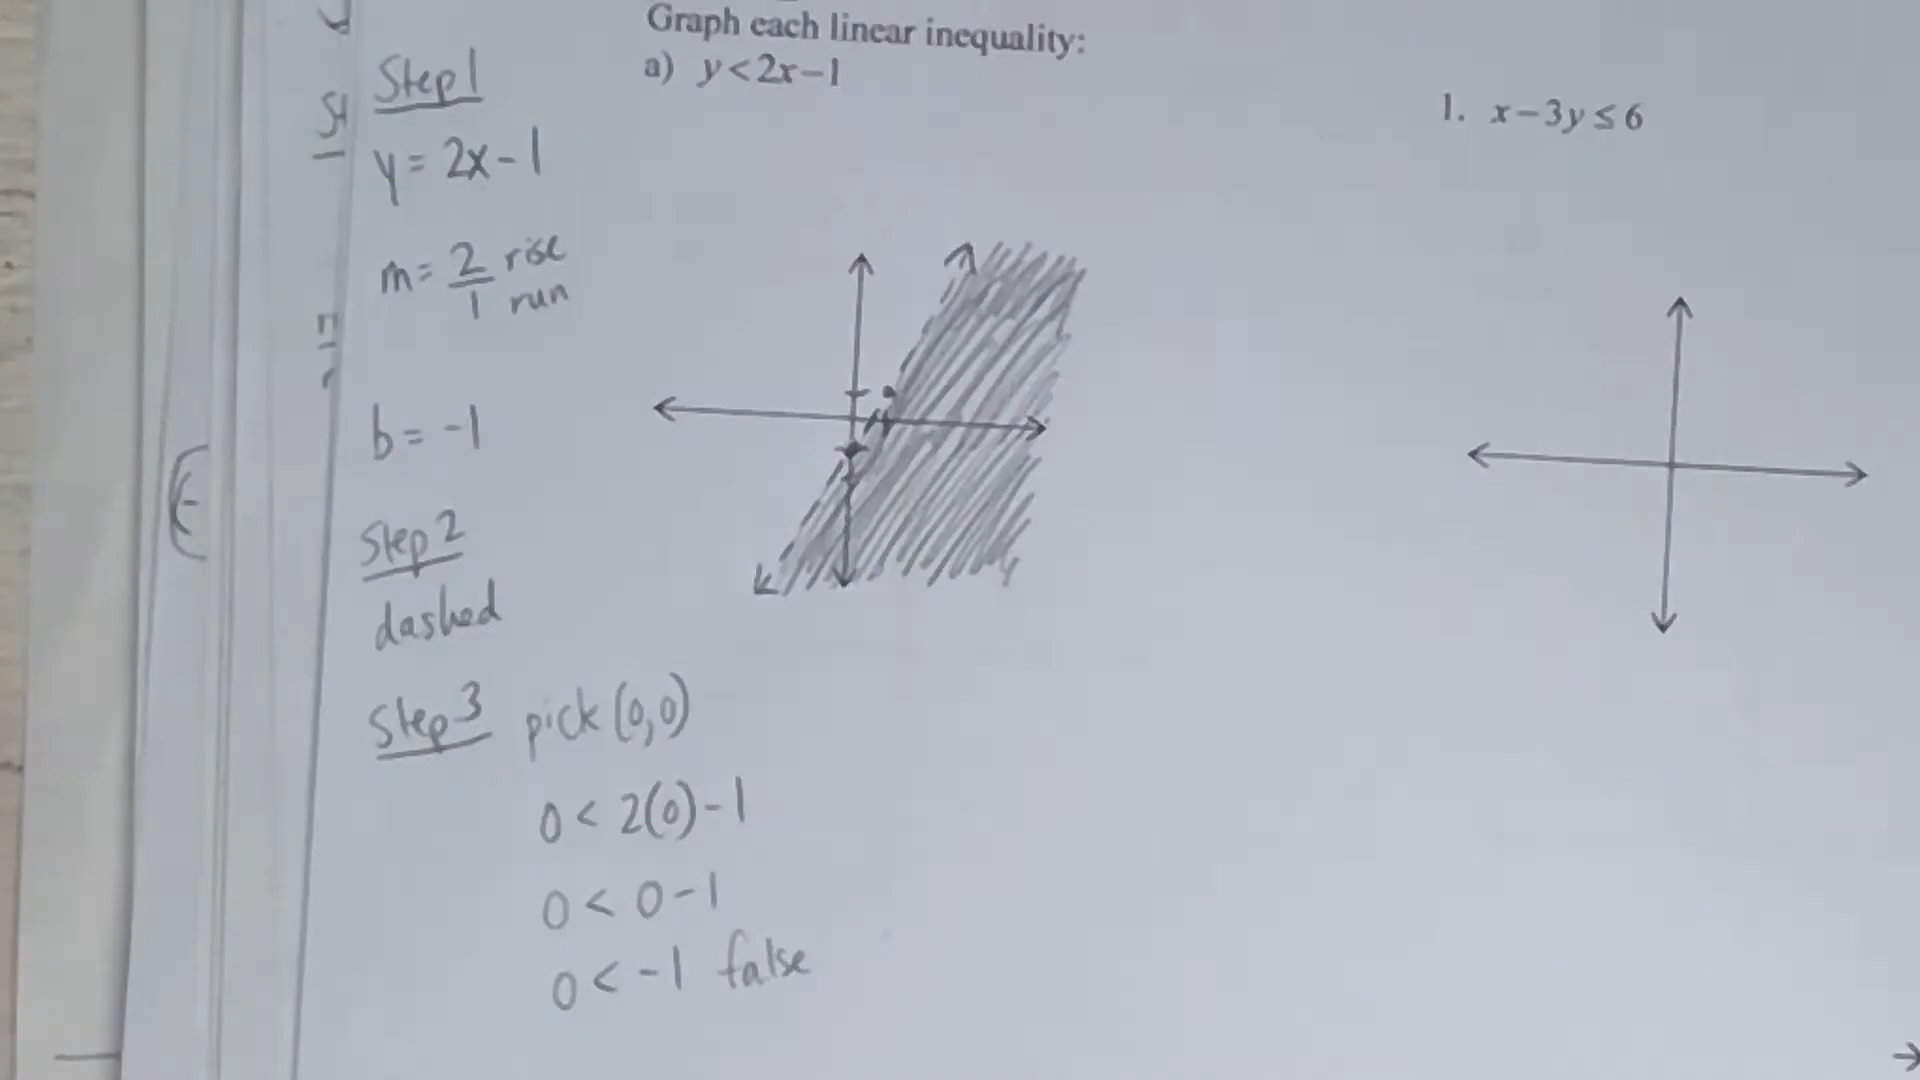 Graph each linear inequality:
a) y<2x-1
Step 1
y = 2x - 1
m = 2/1 rise run
b = -1
Step 2
dashed
Step 3 pick (0,0)
0 < 2(0) - 1
0 < 0 - 1
0 < -1 false
1. x-3y≤6